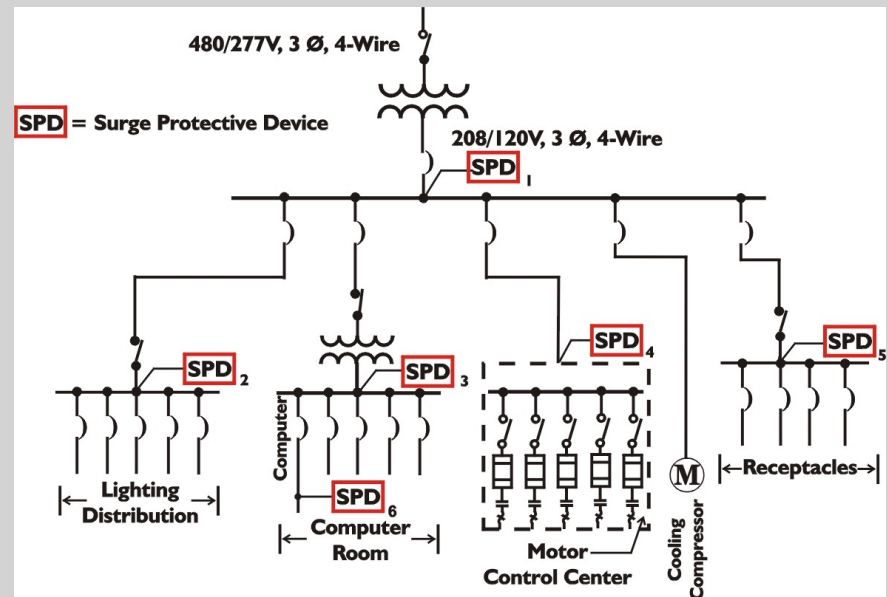 480/277V, 3 Ø, 4-Wire
SPD = Surge Protective Device
208/120V, 3 Ø, 4-Wire
SPD 1
SPD 2
SPD 3
SPD 4
SPD 5
Computer
SPD 6
Lighting
Distribution
Computer
Room
Motor
Control Center
M
Cooling
Compressor
Receptacles